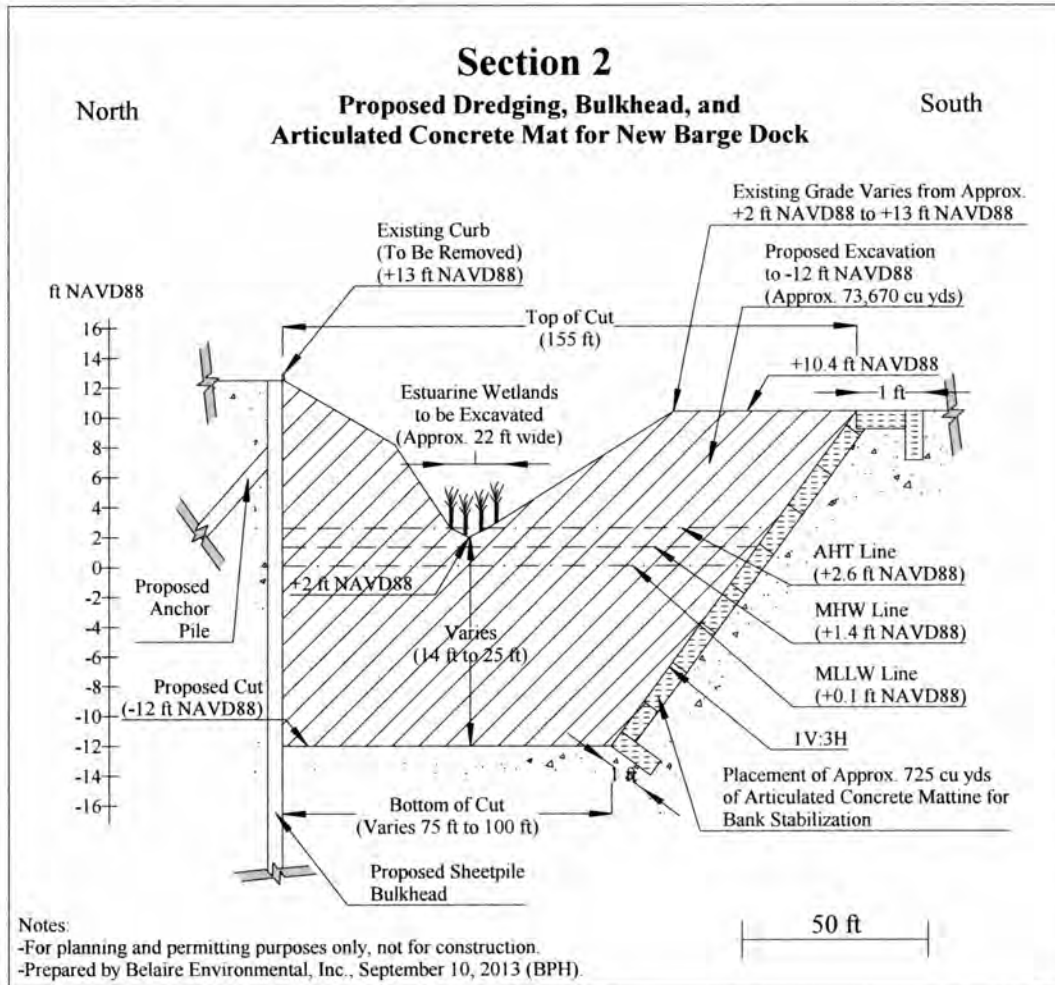 Section 2
North
Proposed Dredging, Bulkhead, and
South
Articulated Concrete Mat for New Barge Dock
Existing Grade Varies from Approx.
+2 ft NAVD88 to +13 ft NAVD88
Existing Curb
(To Be Removed)
(+13 ft NAVD88)
Proposed Excavation
to -12 ft NAVD88
(Approx. 73,670 cu yds)
ft NAVD88
16
14
12
10
8
6
4
2
0
-2
-4
-6
-8
-10
-12
-14
-16
Top of Cut
(155 ft)
+10.4 ft NAVD88
1 ft
Estuarine Wetlands
to be Excavated
(Approx. 22 ft wide)
AHT Line
(+2.6 ft NAVD88)
+2 ft NAVD88
Proposed
Anchor
Pile
MHW Line
(+1.4 ft NAVD88)
Varies
(14 ft to 25 ft)
MLLW Line
(+0.1 ft NAVD88)
Proposed Cut
(-12 ft NAVD88)
1V:3H
1 ft
Placement of Approx. 725 cu yds
of Articulated Concrete Mattine for
Bank Stabilization
Bottom of Cut
(Varies 75 ft to 100 ft)
Proposed Sheetpile
Bulkhead
50 ft
Notes:
-For planning and permitting purposes only, not for construction.
-Prepared by Belaire Environmental, Inc., September 10, 2013 (BPH).